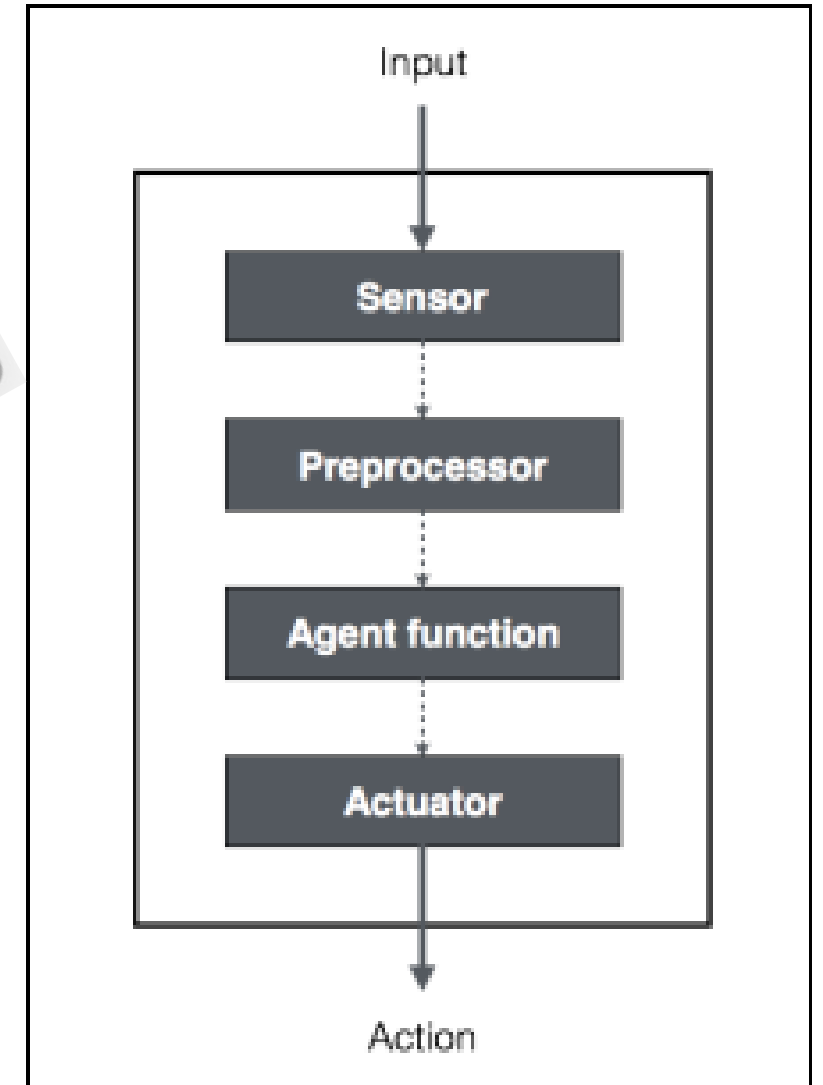 Input
Sensor
Preprocessor
Agent function
Actuator
Action